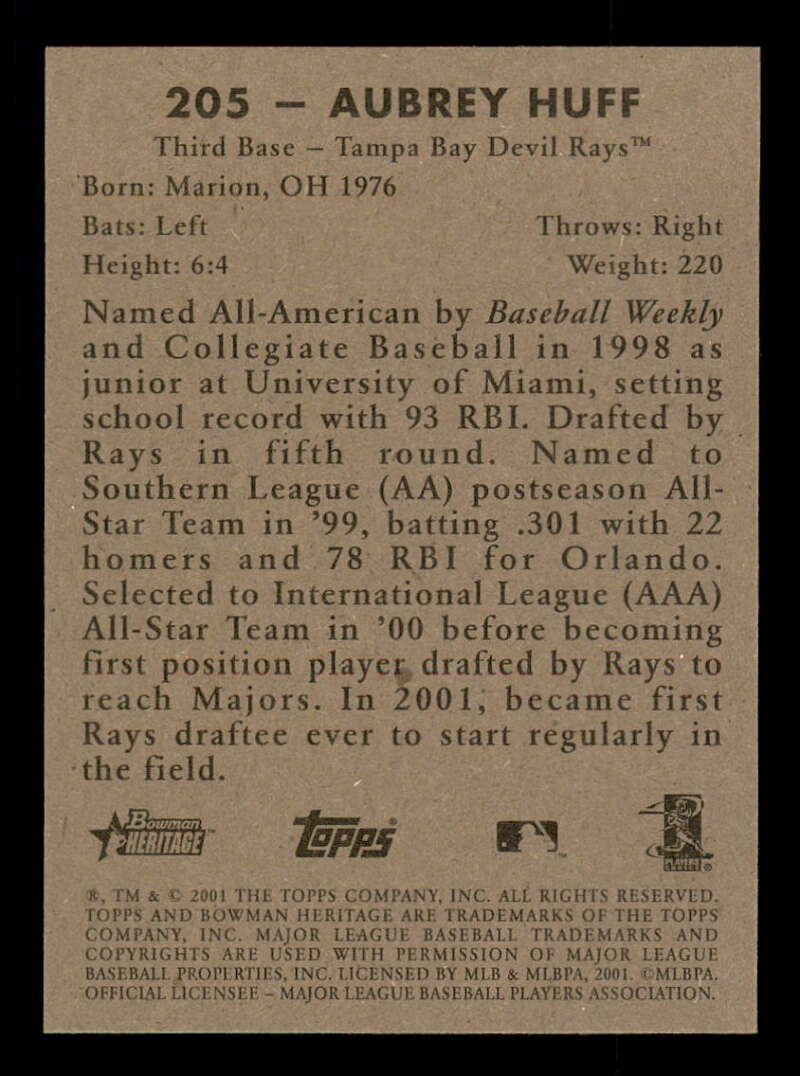 205 – AUBREY HUFF
Third Base – Tampa Bay Devil Rays™
Born: Marion, OH 1976
Bats: Left Throws: Right
Height: 6:4 Weight: 220
Named All-American by Baseball Weekly
and Collegiate Baseball in 1998 as
junior at University of Miami, setting
school record with 93 RBI. Drafted by
Rays in fifth round. Named to
Southern League (AA) postseason All-
Star Team in ’99, batting .301 with 22
homers and 78 RBI for Orlando.
Selected to International League (AAA)
All-Star Team in ’00 before becoming
first position player drafted by Rays to
reach Majors. In 2001, became first
Rays draftee ever to start regularly in
the field.
Bowman HERITAGE™ Topps ™ PLAYERS ®
®, TM & © 2001 THE TOPPS COMPANY, INC. ALL RIGHTS RESERVED.
TOPPS AND BOWMAN HERITAGE ARE TRADEMARKS OF THE TOPPS
COMPANY, INC. MAJOR LEAGUE BASEBALL TRADEMARKS AND
COPYRIGHTS ARE USED WITH PERMISSION OF MAJOR LEAGUE
BASEBALL PROPERTIES, INC. LICENSED BY MLB & MLBPA, 2001. ©MLBPA.
OFFICIAL LICENSEE – MAJOR LEAGUE BASEBALL PLAYERS ASSOCIATION.